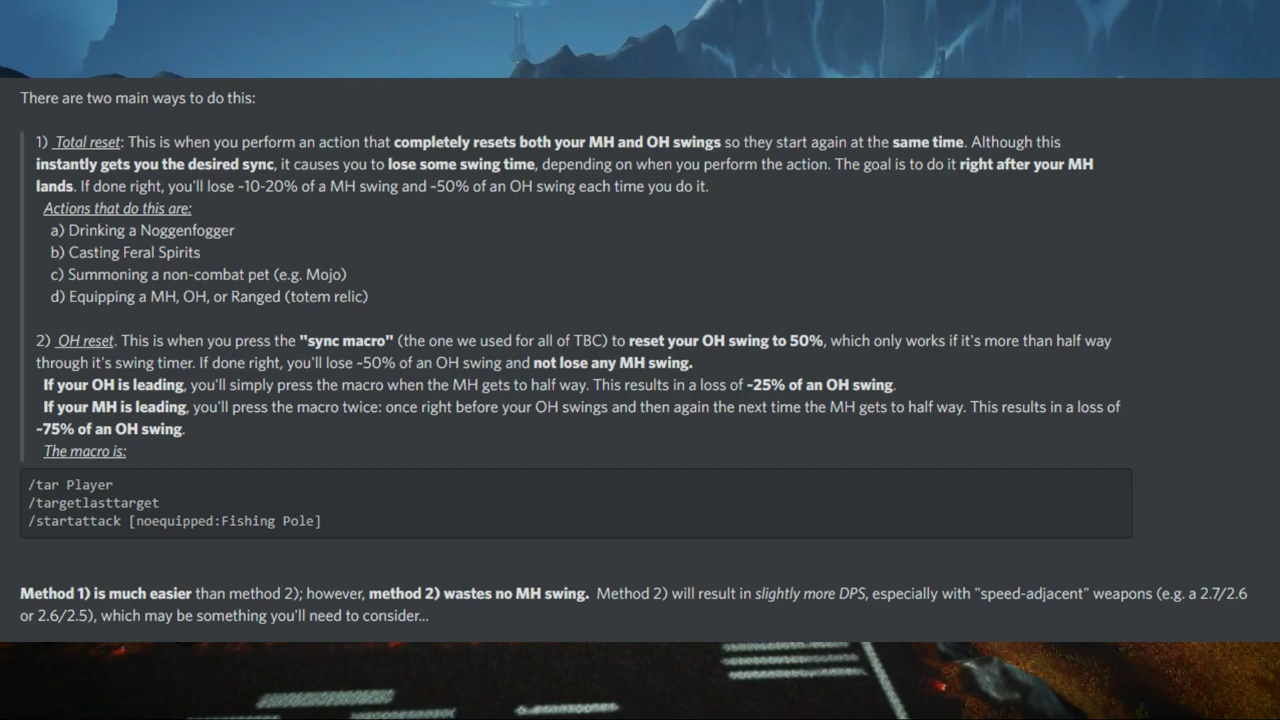 There are two main ways to do this:
1) Total reset: This is when you perform an action that completely resets both your MH and OH swings so they start again at the same time. Although this
instantly gets you the desired sync, it causes you to lose some swing time, depending on when you perform the action. The goal is to do it right after your MH
lands. If done right, you'll lose ~10-20% of a MH swing and ~50% of an OH swing each time you do it.
Actions that do this are:
a) Drinking a Noggenfogger
b) Casting Feral Spirits
c) Summoning a non-combat pet (e.g. Mojo)
d) Equipping a MH, OH, or Ranged (totem relic)
2) OH reset. This is when you press the "sync macro" (the one we used for all of TBC) to reset your OH swing to 50%, which only works if it's more than half way
through it's swing timer. If done right, you'll lose ~50% of an OH swing and not lose any MH swing.
If your OH is leading, you'll simply press the macro when the MH gets to half way. This results in a loss of ~25% of an OH swing.
If your MH is leading, you'll press the macro twice: once right before your OH swings and then again the next time the MH gets to half way. This results in a loss of
~75% of an OH swing.
The macro is:
/tar Player
/targetlasttarget
/startattack [noequipped:Fishing Pole]
Method 1) is much easier than method 2); however, method 2) wastes no MH swing. Method 2) will result in slightly more DPS, especially with "speed-adjacent" weapons (e.g. a 2.7/2.6
or 2.6/2.5), which may be something you'll need to consider...